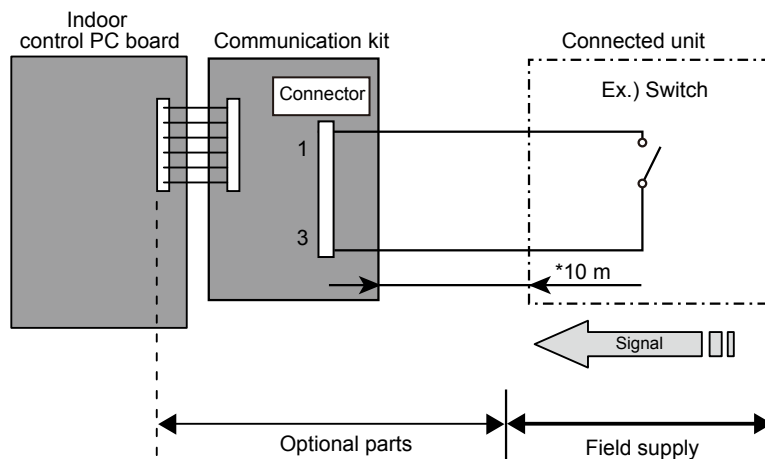 Indoor
control PC board
Communication kit
Connected unit
Connector
Ex.) Switch
1
3
*10 m
Signal
Optional parts
Field supply